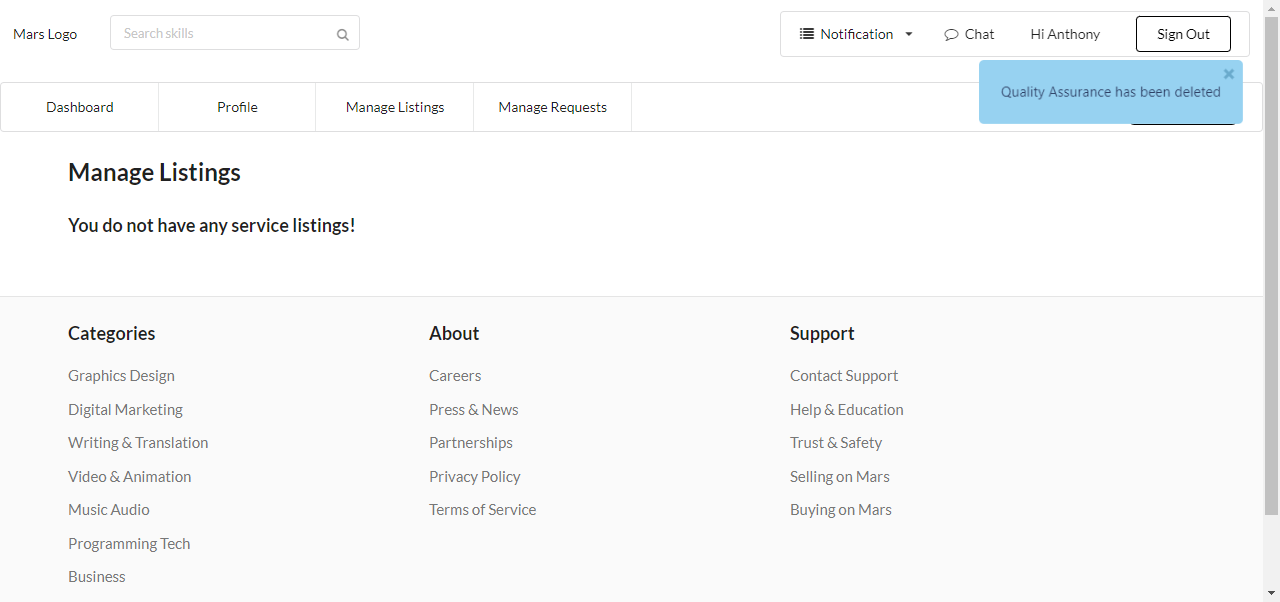 Mars Logo
Search skills
Notification
Chat
Hi Anthony
Sign Out
Quality Assurance has been deleted
Dashboard
Profile
Manage Listings
Manage Requests
Manage Listings
You do not have any service listings!
Categories
Graphics Design
Digital Marketing
Writing & Translation
Video & Animation
Music Audio
Programming Tech
Business
About
Careers
Press & News
Partnerships
Privacy Policy
Terms of Service
Support
Contact Support
Help & Education
Trust & Safety
Selling on Mars
Buying on Mars